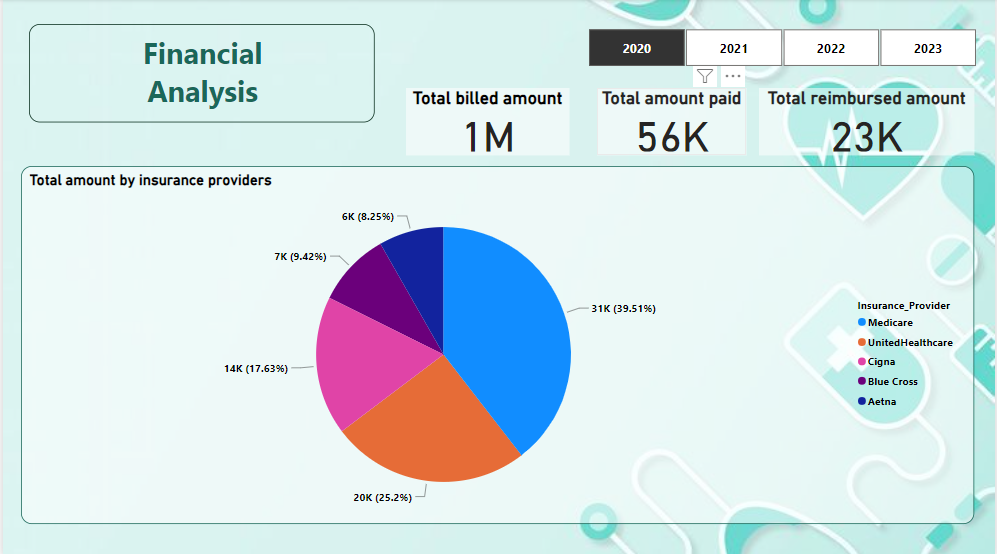 Financial
Analysis
2020
2021
2022
2023
Total billed amount
1M
Total amount paid
56K
Total reimbursed amount
23K
Total amount by insurance providers
6K (8.25%)
7K (9.42%)
31K (39.51%)
14K (17.63%)
20K (25.2%)
Insurance_Provider
Medicare
UnitedHealthcare
Cigna
Blue Cross
Aetna